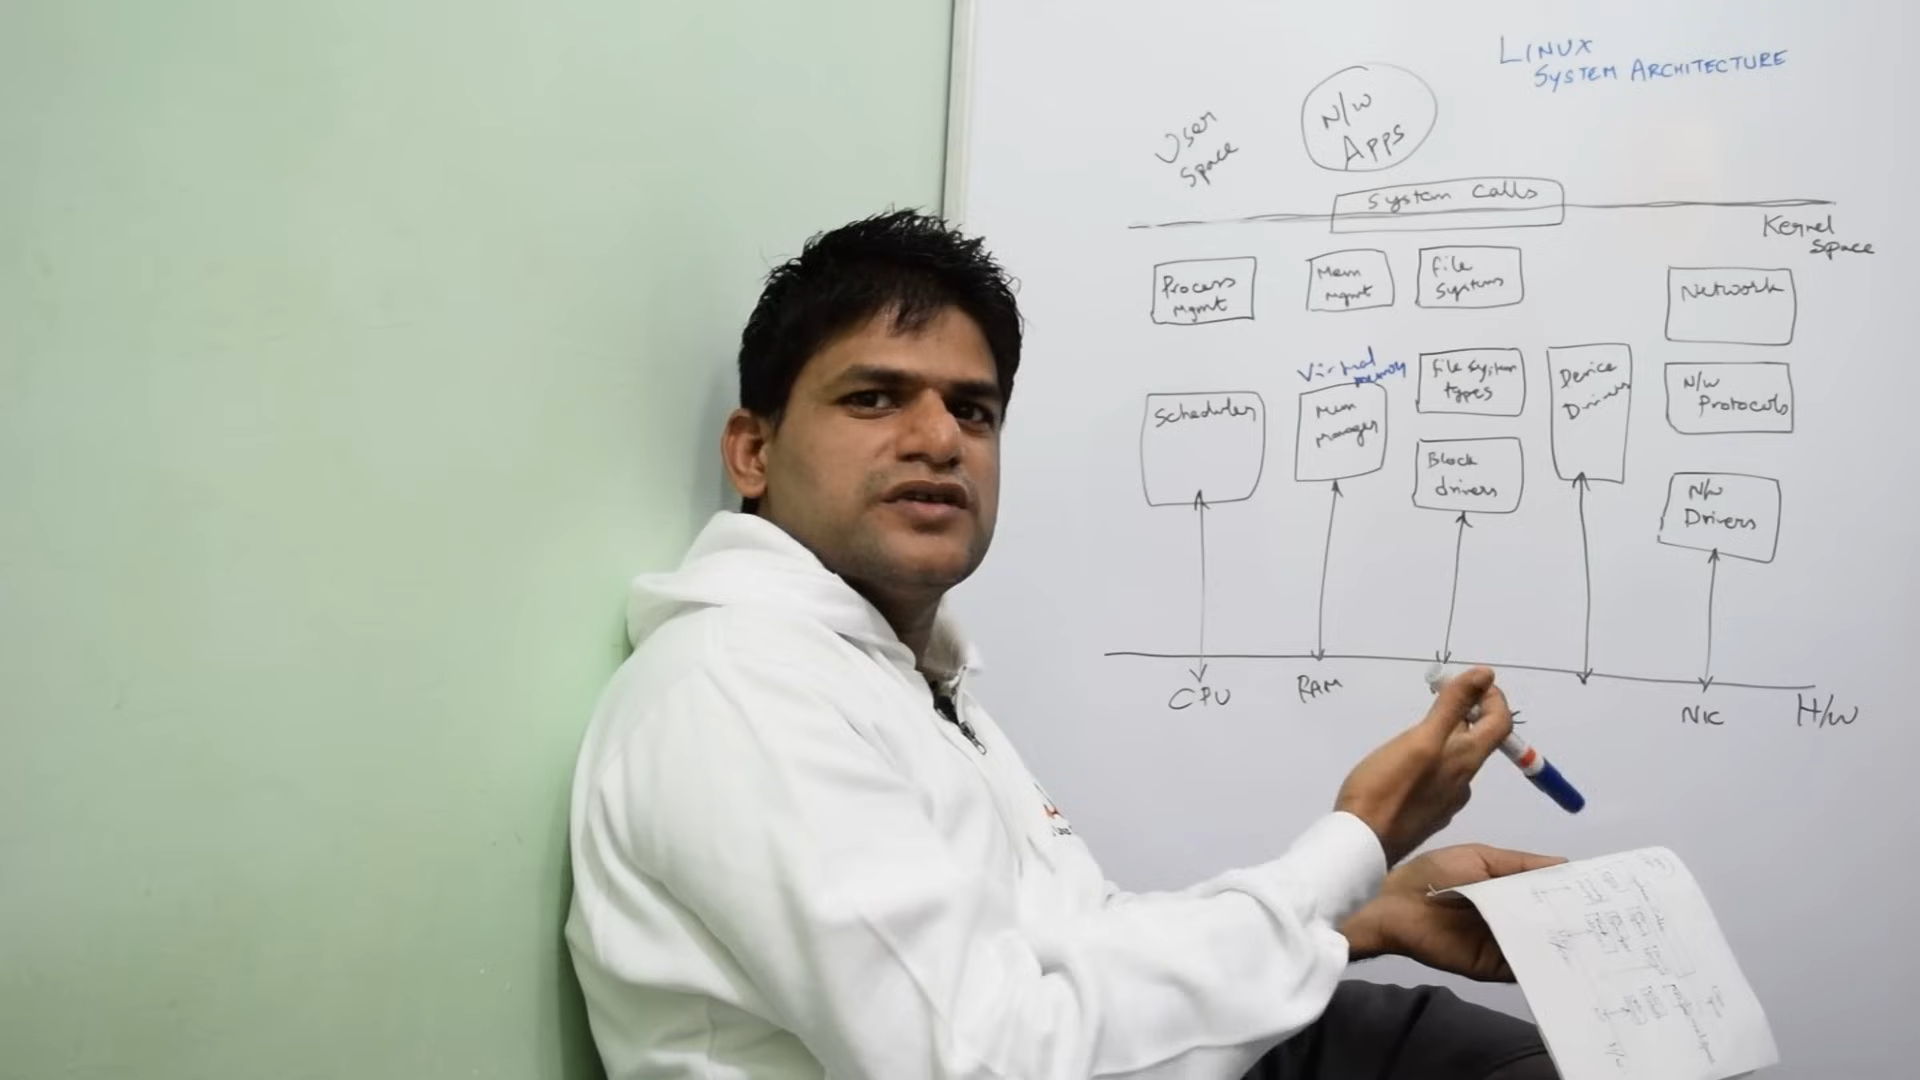 LINUX
SYSTEM ARCHITECTURE
N/W
APPS
User
Space
System Calls
Kernel
Space
Process
Mgmt
Mem
Mgmt
File
Systems
Network
Virtual
memory
File System
types
Device
Drivers
N/W
Protocols
Scheduler
Mem
Manager
Block
drivers
N/W
Drivers
CPU
RAM
NIC
H/W